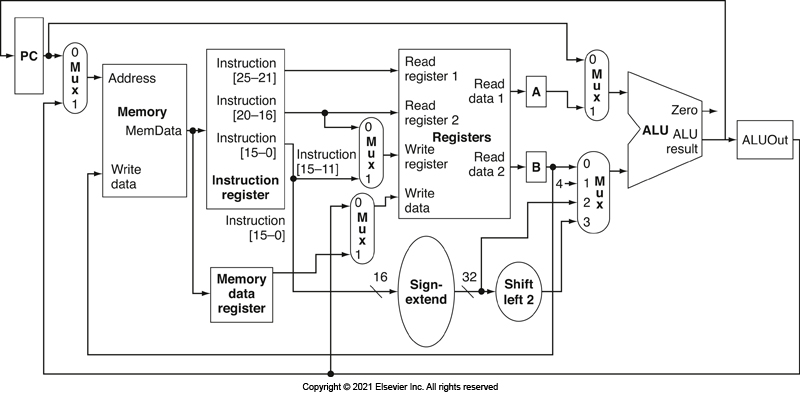 PC
0
M
u
x
1
Address
Memory
MemData
Write
data
Instruction
[25–21]
Instruction
[20–16]
Instruction
[15–0]
Instruction
register
Instruction
[15–0]
Memory
data
register
Instruction
[15–11]
0
M
u
x
1
0
M
u
x
1
Read
register 1
Read
register 2
Registers
Write
register
Write
data
Read
data 1
Read
data 2
16
Sign-
extend
32
Shift
left 2
A
B
4
0
M
u
x
1
0
1
2
3
M
u
x
Zero
ALU
ALU
result
ALUOut
Copyright © 2021 Elsevier Inc. All rights reserved